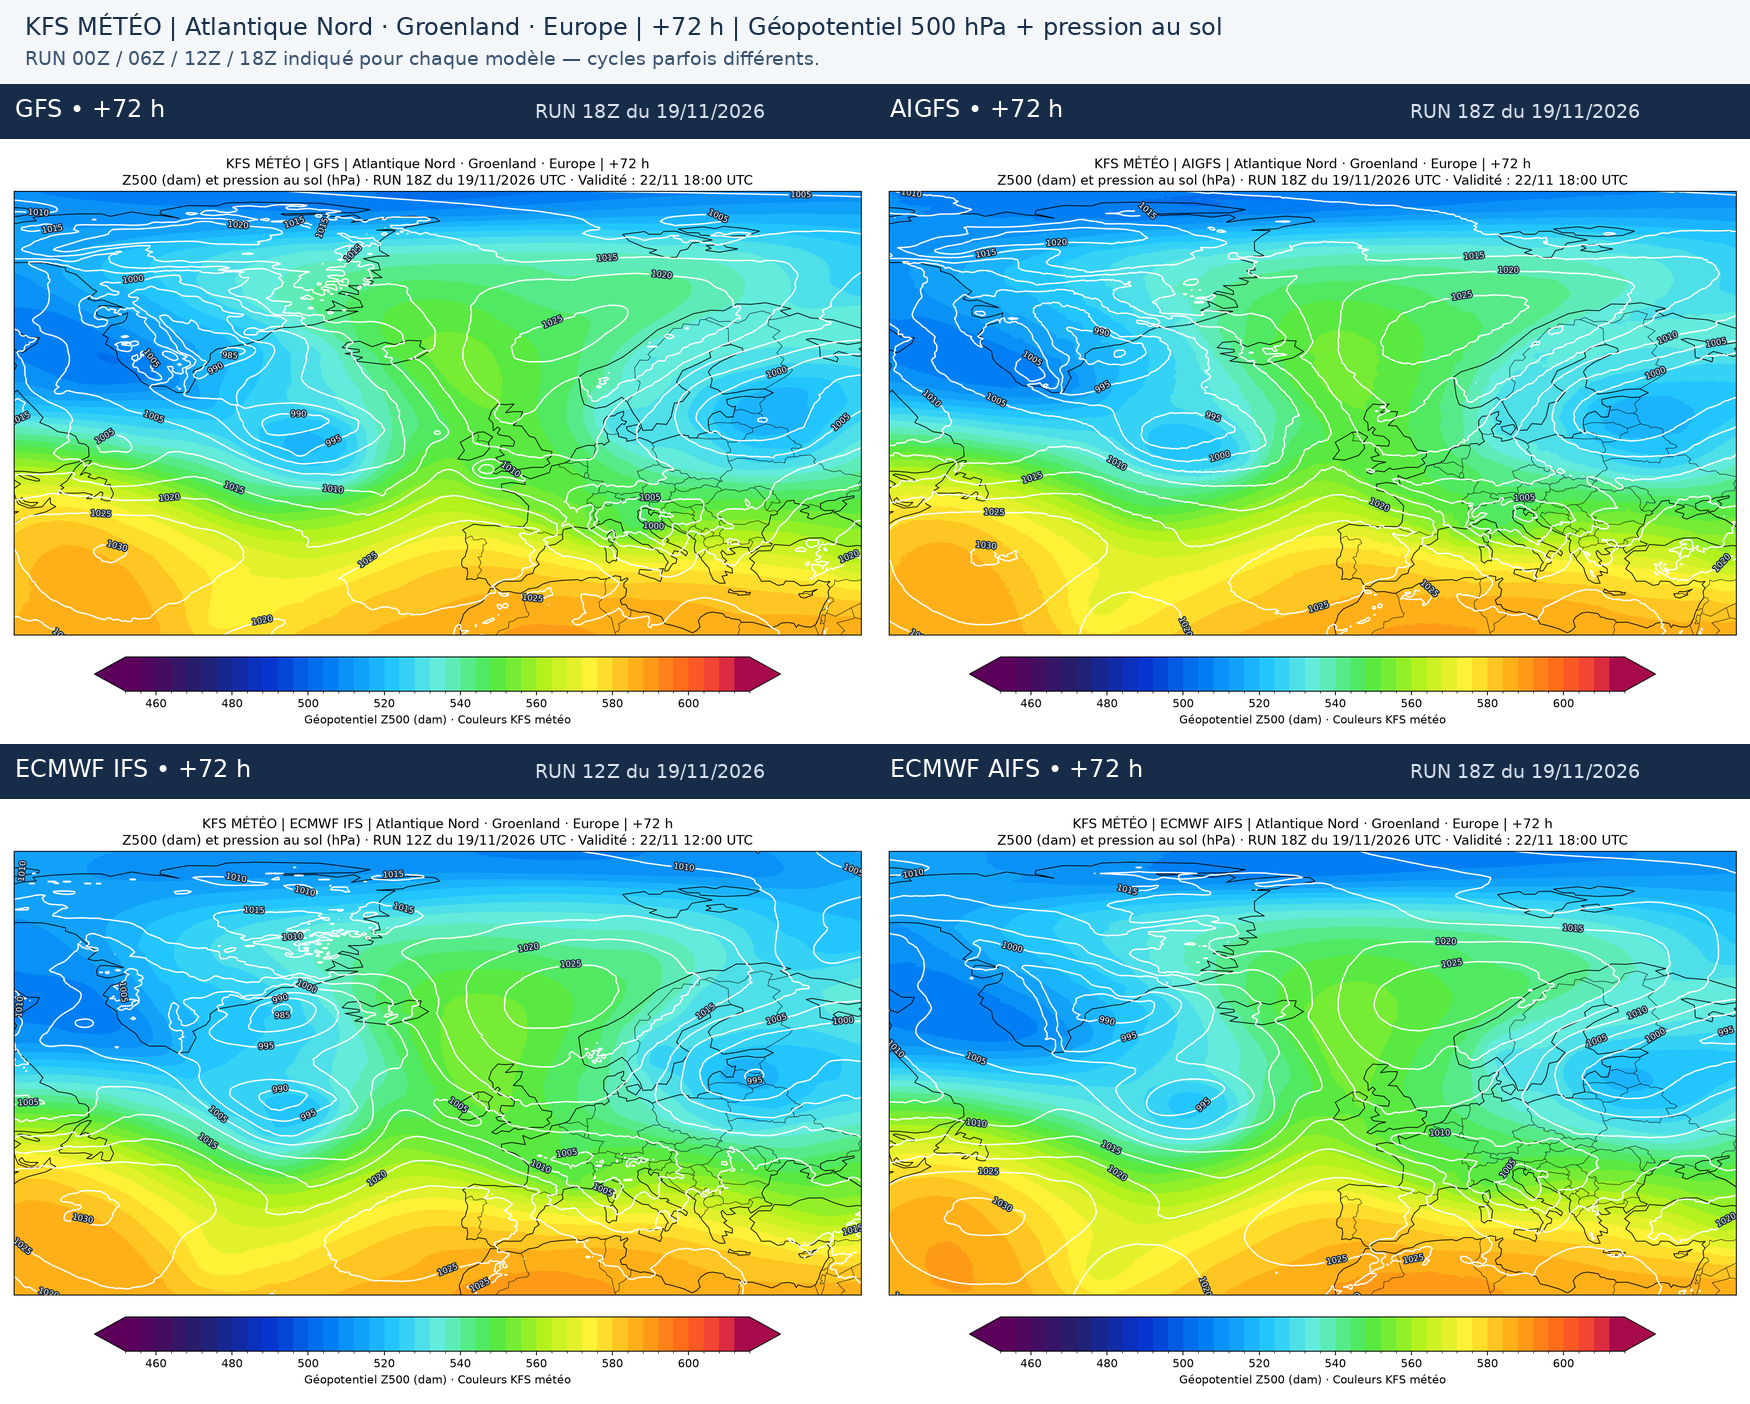 KFS MÉTÉO | Atlantique Nord · Groenland · Europe | +72 h | Géopotentiel 500 hPa + pression au sol
RUN 00Z / 06Z / 12Z / 18Z indiqué pour chaque modèle — cycles parfois différents.
GFS • +72 h
RUN 18Z du 19/11/2026
AIGFS • +72 h
RUN 18Z du 19/11/2026
KFS MÉTÉO | GFS | Atlantique Nord · Groenland · Europe | +72 h
Z500 (dam) et pression au sol (hPa) · RUN 18Z du 19/11/2026 UTC · Validité : 22/11 18:00 UTC
KFS MÉTÉO | AIGFS | Atlantique Nord · Groenland · Europe | +72 h
Z500 (dam) et pression au sol (hPa) · RUN 18Z du 19/11/2026 UTC · Validité : 22/11 18:00 UTC
460 480 500 520 540 560 580 600
Géopotentiel Z500 (dam) · Couleurs KFS météo
460 480 500 520 540 560 580 600
Géopotentiel Z500 (dam) · Couleurs KFS météo
ECMWF IFS • +72 h
RUN 12Z du 19/11/2026
ECMWF AIFS • +72 h
RUN 18Z du 19/11/2026
KFS MÉTÉO | ECMWF IFS | Atlantique Nord · Groenland · Europe | +72 h
Z500 (dam) et pression au sol (hPa) · RUN 12Z du 19/11/2026 UTC · Validité : 22/11 12:00 UTC
KFS MÉTÉO | ECMWF AIFS | Atlantique Nord · Groenland · Europe | +72 h
Z500 (dam) et pression au sol (hPa) · RUN 18Z du 19/11/2026 UTC · Validité : 22/11 18:00 UTC
460 480 500 520 540 560 580 600
Géopotentiel Z500 (dam) · Couleurs KFS météo
460 480 500 520 540 560 580 600
Géopotentiel Z500 (dam) · Couleurs KFS météo